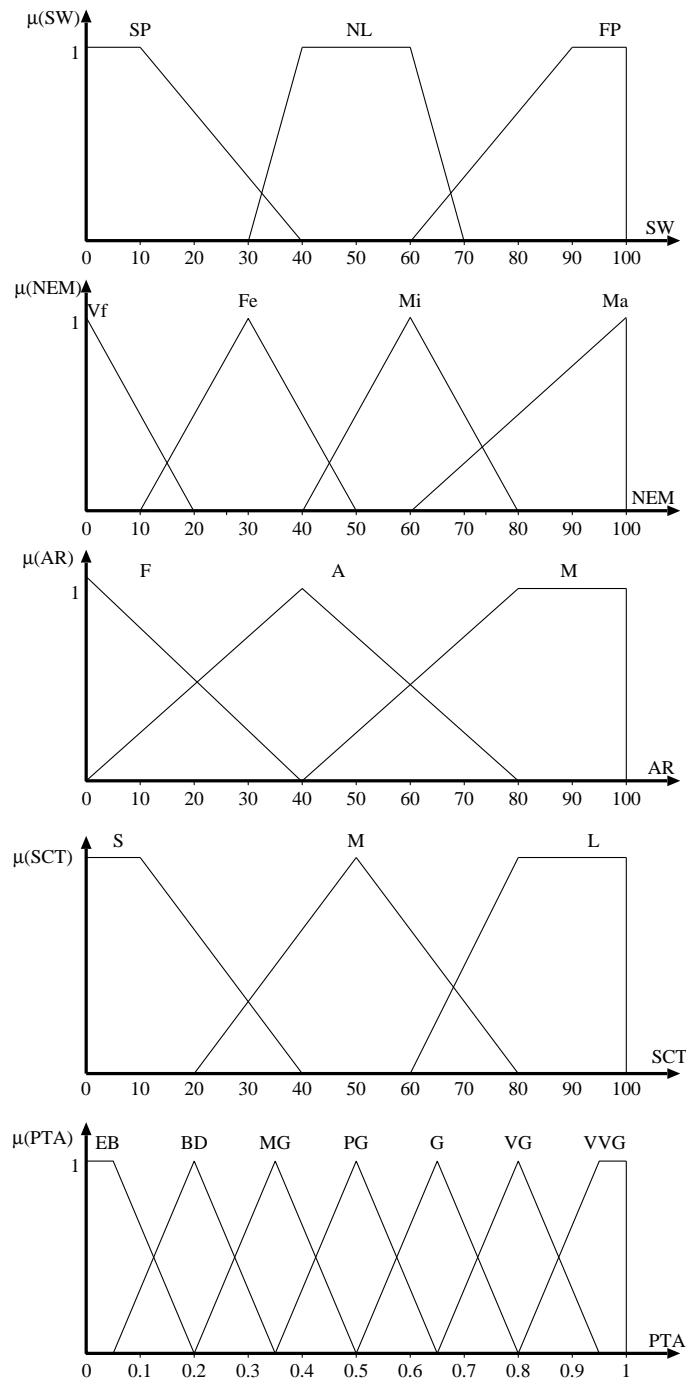 μ(SW)
SP NL FP
1
SW
0 10 20 30 40 50 60 70 80 90 100
μ(NEM)
Vf Fe Mi Ma
1
NEM
0 10 20 30 40 50 60 70 80 90 100
μ(AR)
F A M
1
AR
0 10 20 30 40 50 60 70 80 90 100
S M L
μ(SCT)
1
SCT
0 10 20 30 40 50 60 70 80 90 100
μ(PTA)
EB BD MG PG G VG VVG
1
PTA
0 0.1 0.2 0.3 0.4 0.5 0.6 0.7 0.8 0.9 1